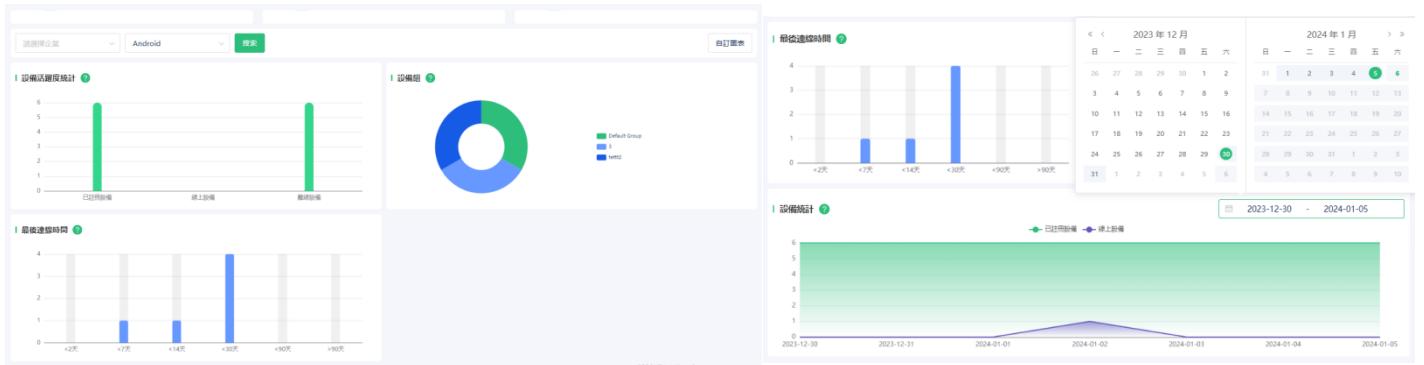 請選擇企業 Android 搜索 自訂圖表
設備活躍度統計 ?
6
5
4
3
2
1
0
已註冊設備 線上設備 離線設備
設備組 ?
Default Group
3
最後連線時間 ?
4
3
2
1
0
<2天 <7天 <14天 <30天 <90天 >90天
最後連線時間 ?
4
3
2
1
0
<2天 <7天 <14天 <30天 <90天 >90天
« < 2023 年 12 月
日 一 二 三 四 五 六
26 27 28 29 30 1 2
3 4 5 6 7 8 9
10 11 12 13 14 15 16
17 18 19 20 21 22 23
24 25 26 27 28 29 30
31 1 2 3 4 5 6
2024 年 1 月 > »
日 一 二 三 四 五 六
31 1 2 3 4 5 6
7 8 9 10 11 12 13
14 15 16 17 18 19 20
21 22 23 24 25 26 27
28 29 30 31 1 2 3
4 5 6 7 8 9 10
設備統計 ?
2023-12-30 - 2024-01-05
已註冊設備 線上設備
6
5
4
3
2
1
0
2023-12-30 2023-12-31 2024-01-01 2024-01-02 2024-01-03 2024-01-04 2024-01-05